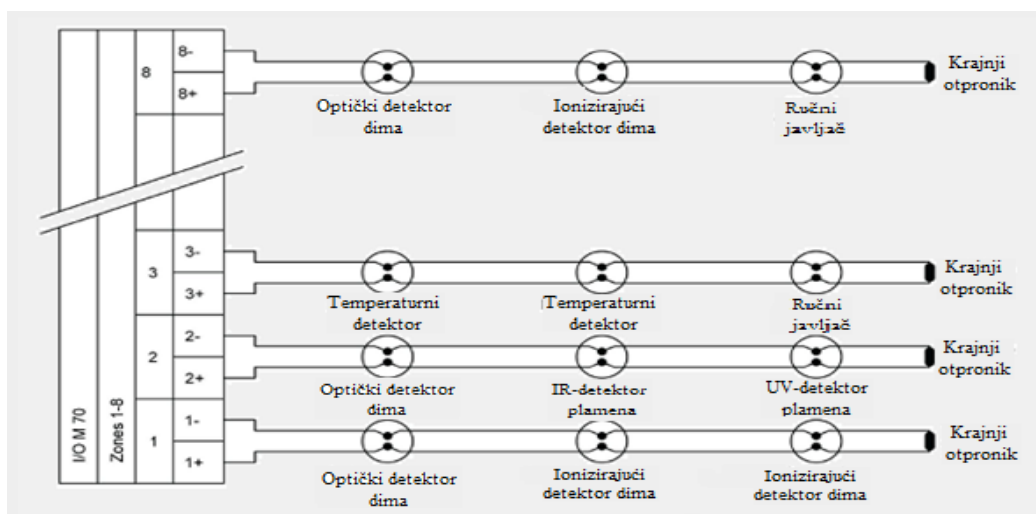 8
8-
8+
Optički detektor
dima
Ionizirajući
detektor dima
Ručni
javljač
Krajnji
otpronik
3
3-
3+
Temperaturni
detektor
Temperaturni
detektor
Ručni
javljač
Krajnji
otpronik
2
2-
2+
Optički detektor
dima
IR-detektor
plamena
UV-detektor
plamena
Krajnji
otpronik
1
1-
1+
Optički detektor
dima
Ionizirajući
detektor dima
Ionizirajući
detektor dima
Krajnji
otpronik
I/O M 70
Zones 1-8